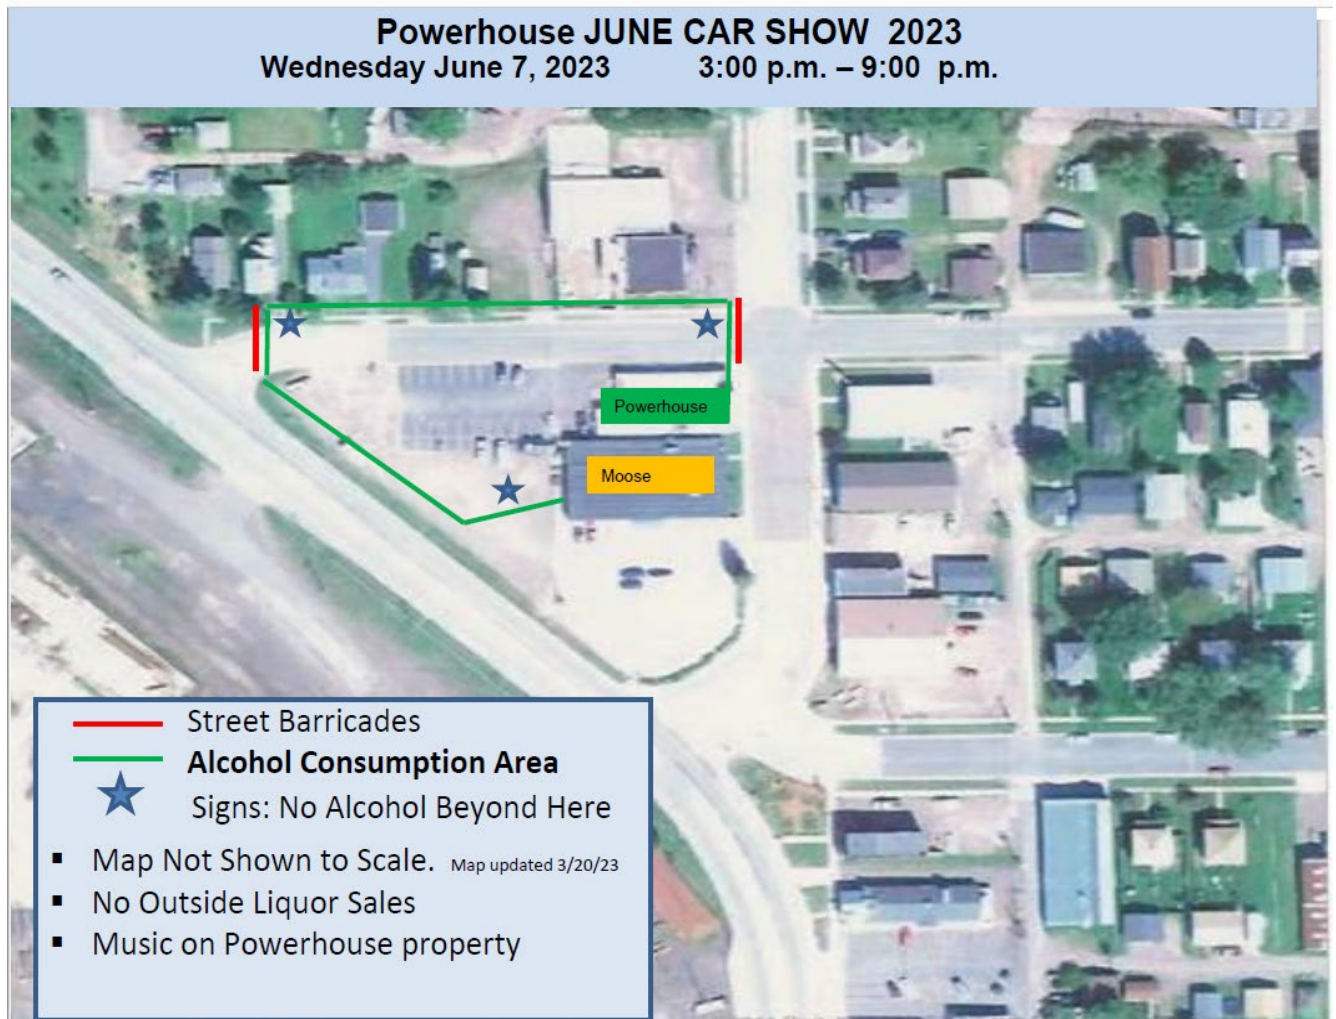 Powerhouse JUNE CAR SHOW 2023
Wednesday June 7, 2023 3:00 p.m. – 9:00 p.m.
Powerhouse
Moose
Street Barricades
Alcohol Consumption Area
Signs: No Alcohol Beyond Here
▪ Map Not Shown to Scale. Map updated 3/20/23
▪ No Outside Liquor Sales
▪ Music on Powerhouse property